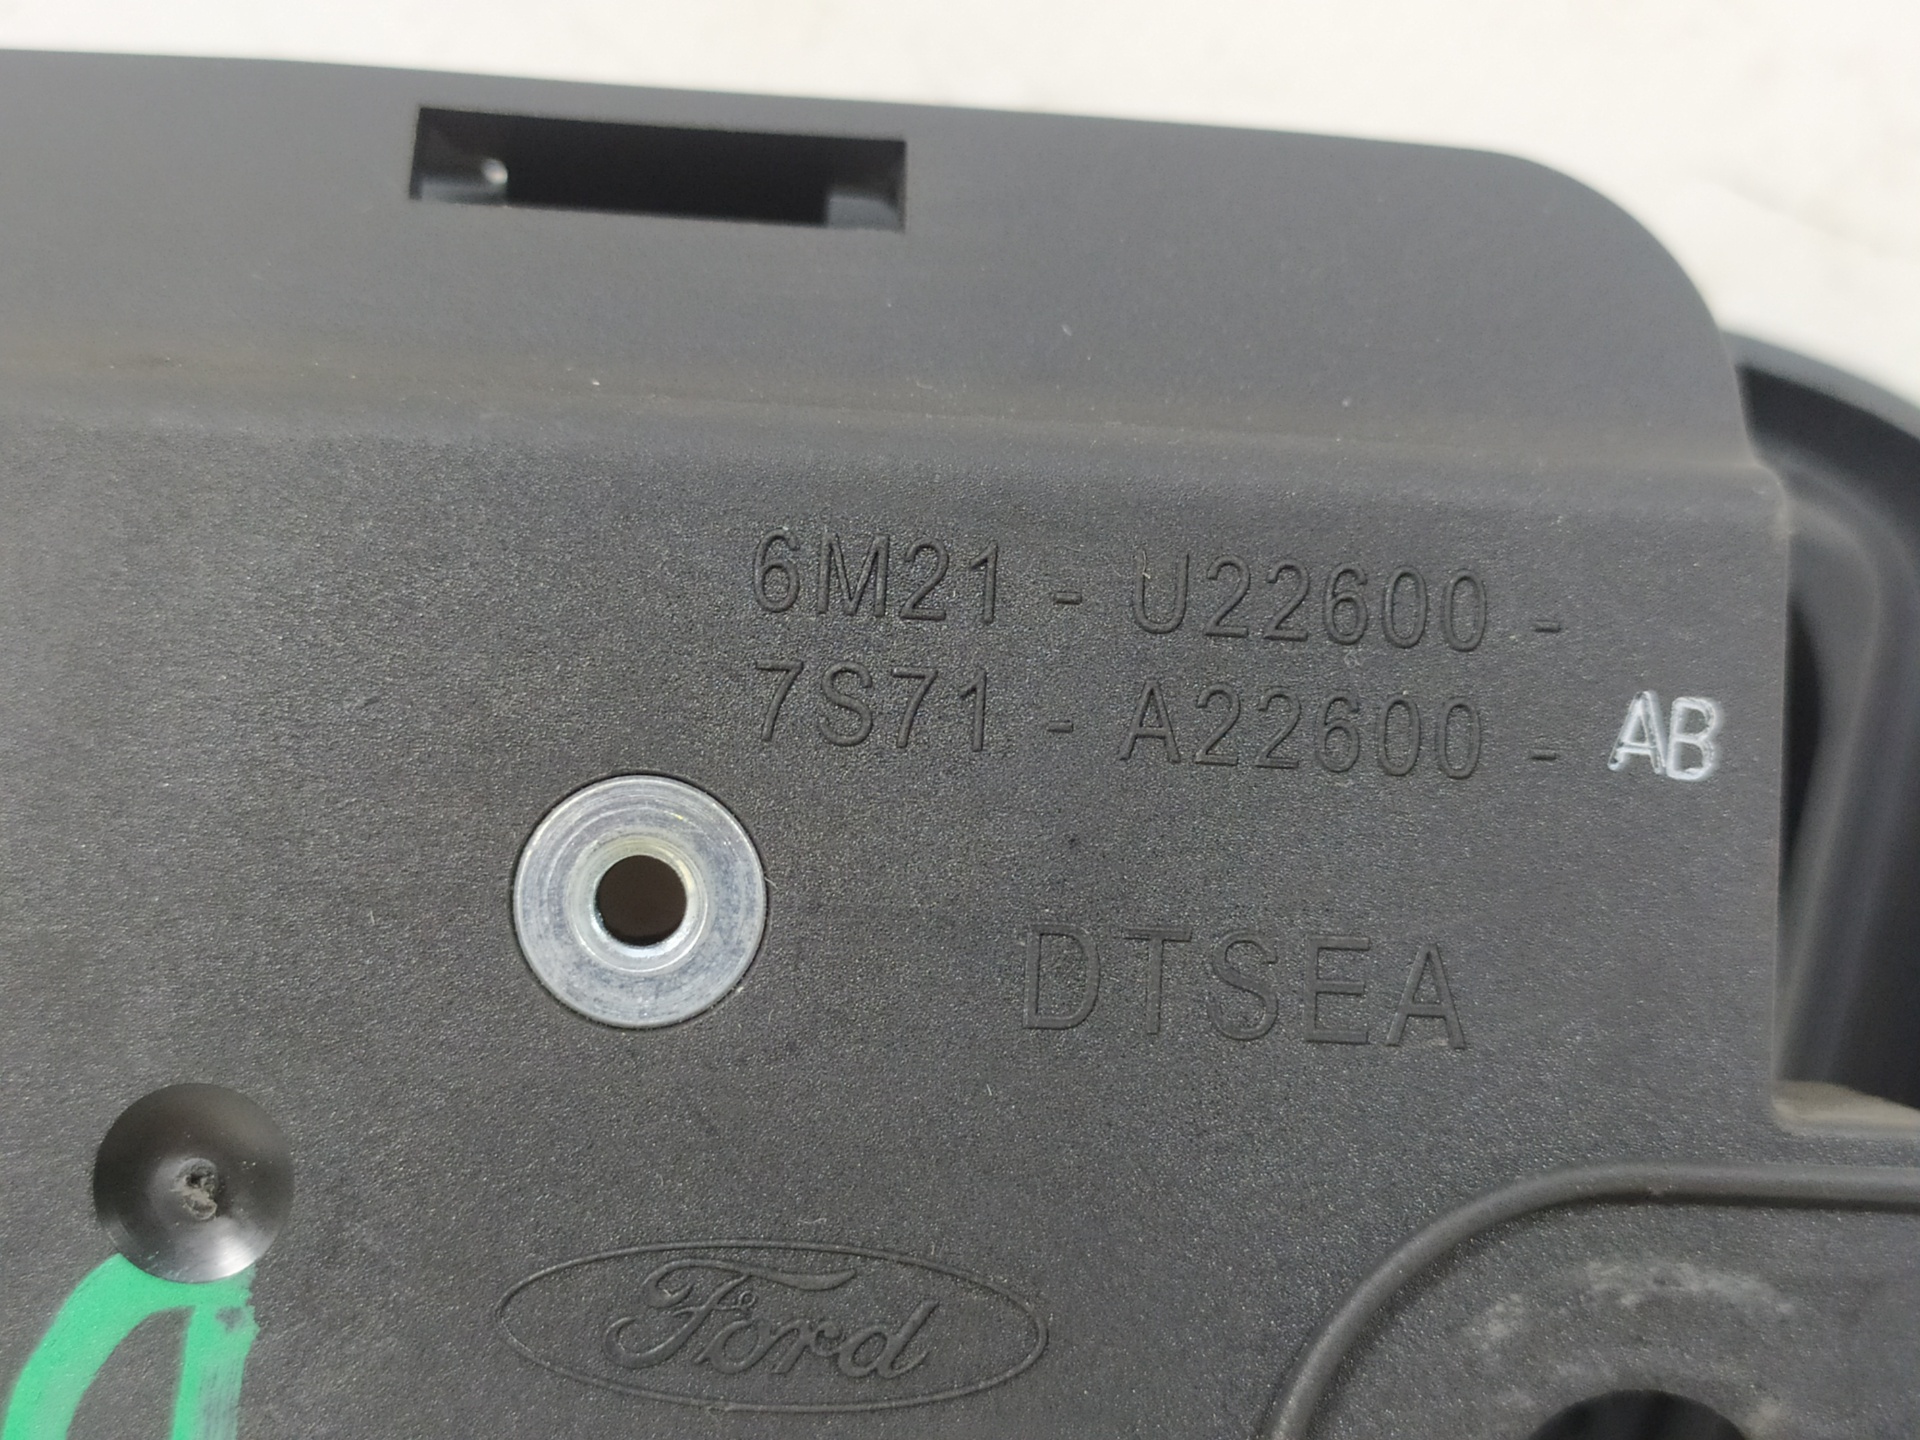 6M21 - U22600 -
7S71 - A22600 - AB
DTSEA
Ford